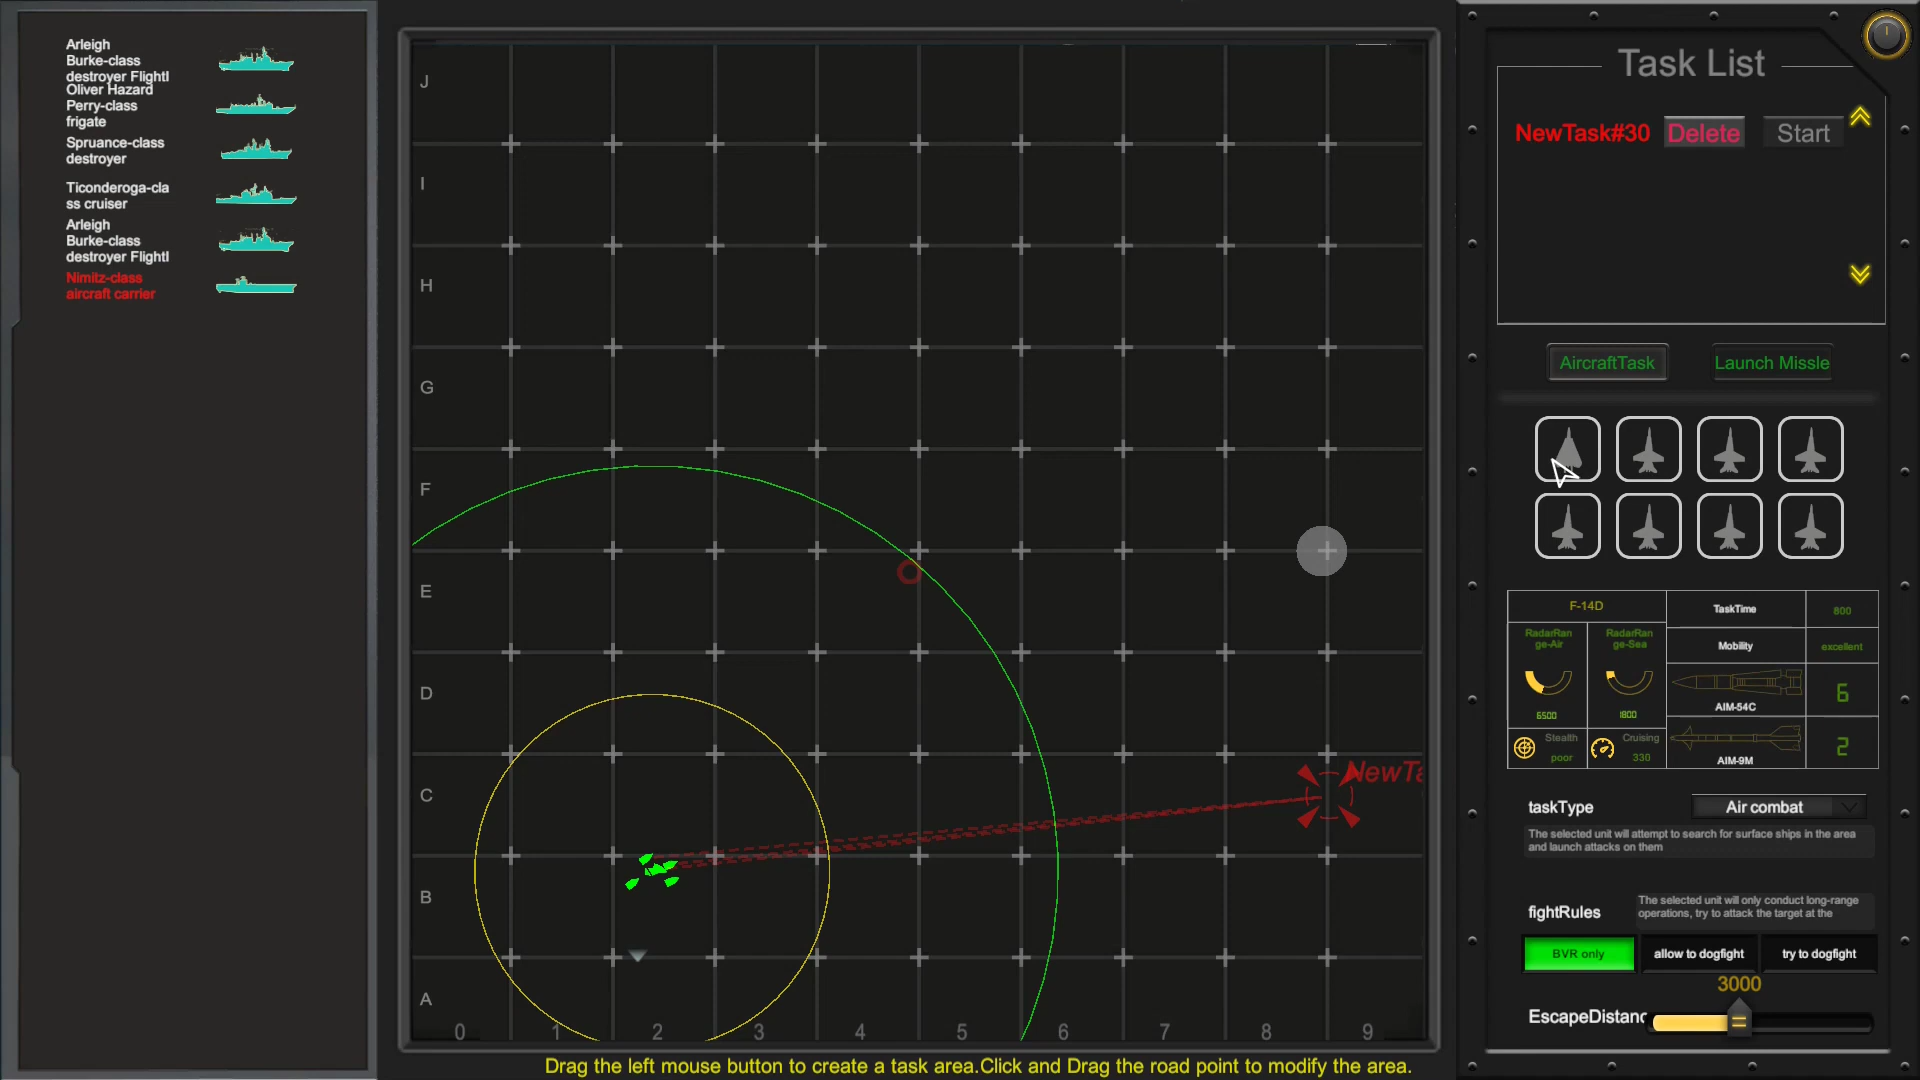 Arleigh
Burke-class
destroyer FlightI
Oliver Hazard
Perry-class
frigate
Spruance-class
destroyer
Ticonderoga-cla
ss cruiser
Arleigh
Burke-class
destroyer FlightI
Nimitz-class
aircraft carrier
J
I
H
G
F
E
D
C
B
A
0 1 2 3 4 5 6 7 8 9
NewTa
Drag the left mouse button to create a task area.Click and Drag the road point to modify the area.
Task List
NewTask#30 Delete Start
AircraftTask Launch Missle
F-14D
TaskTime 800
RadarRan
ge-Air
RadarRan
ge-Sea
Mobility excellent
6500
1800
AIM-54C 6
Stealth
poor
Cruising
330
AIM-9M 2
taskType Air combat
The selected unit will attempt to search for surface ships in the area
and launch attacks on them
fightRules
The selected unit will only conduct long-range
operations, try to attack the target at the
BVR only allow to dogfight try to dogfight
3000
EscapeDistanc